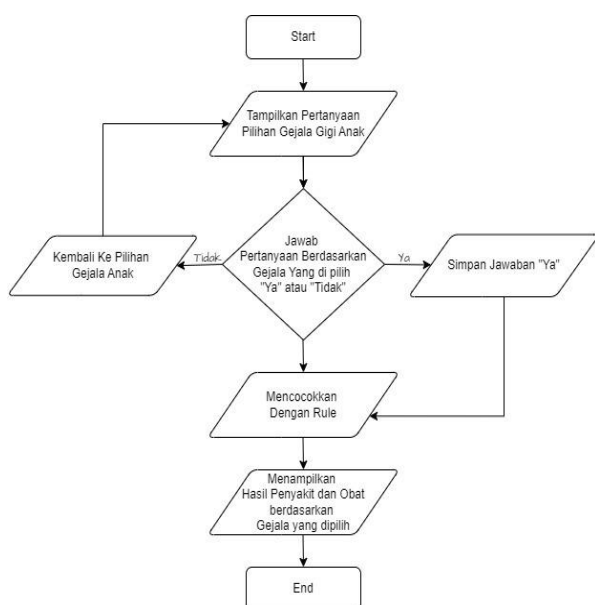 Start
Tampilkan Pertanyaan
Pilihan Gejala Gigi Anak
Jawab
Pertanyaan Berdasarkan
Gejala Yang di pilih
"Ya" atau "Tidak"
Tidak
Kembali Ke Pilihan
Gejala Anak
Ya
Simpan Jawaban "Ya"
Mencocokkan
Dengan Rule
Menampilkan
Hasil Penyakit dan Obat
berdasarkan
Gejala yang dipilih
End